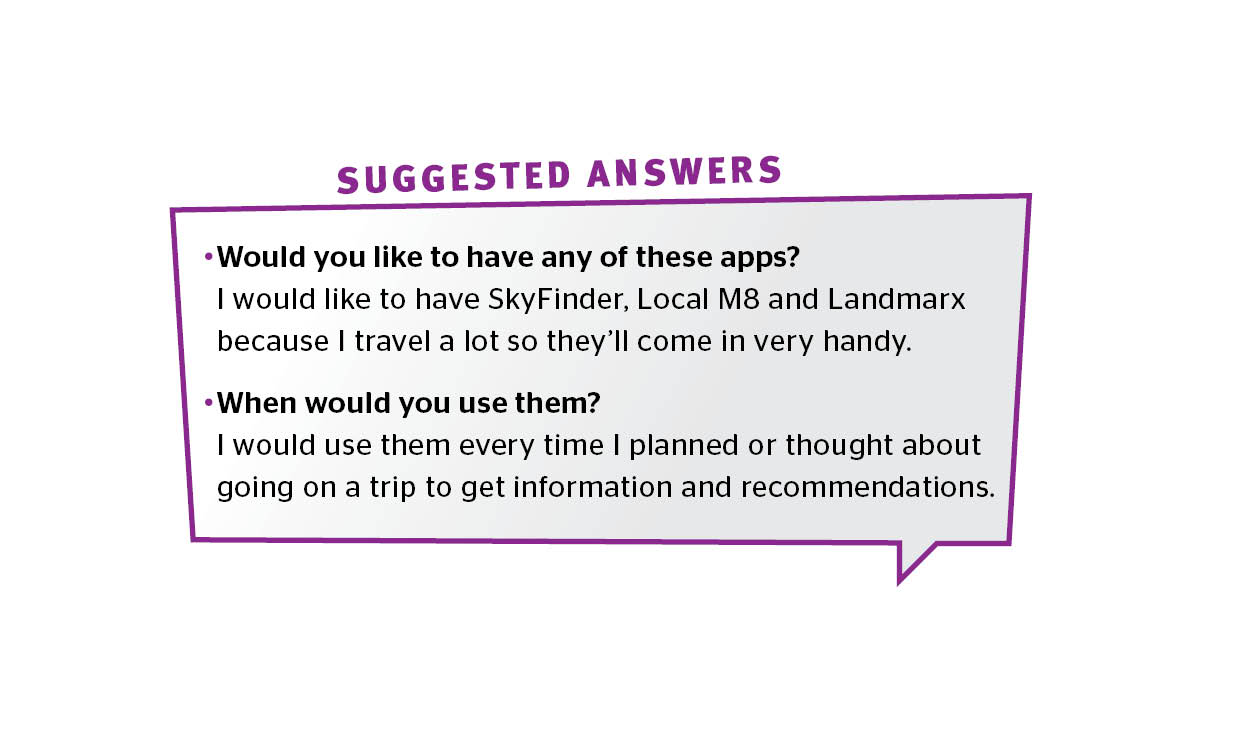 SUGGESTED ANSWERS
•Would you like to have any of these apps?
I would like to have SkyFinder, Local M8 and Landmarx
because I travel a lot so they’ll come in very handy.
•When would you use them?
I would use them every time I planned or thought about
going on a trip to get information and recommendations.